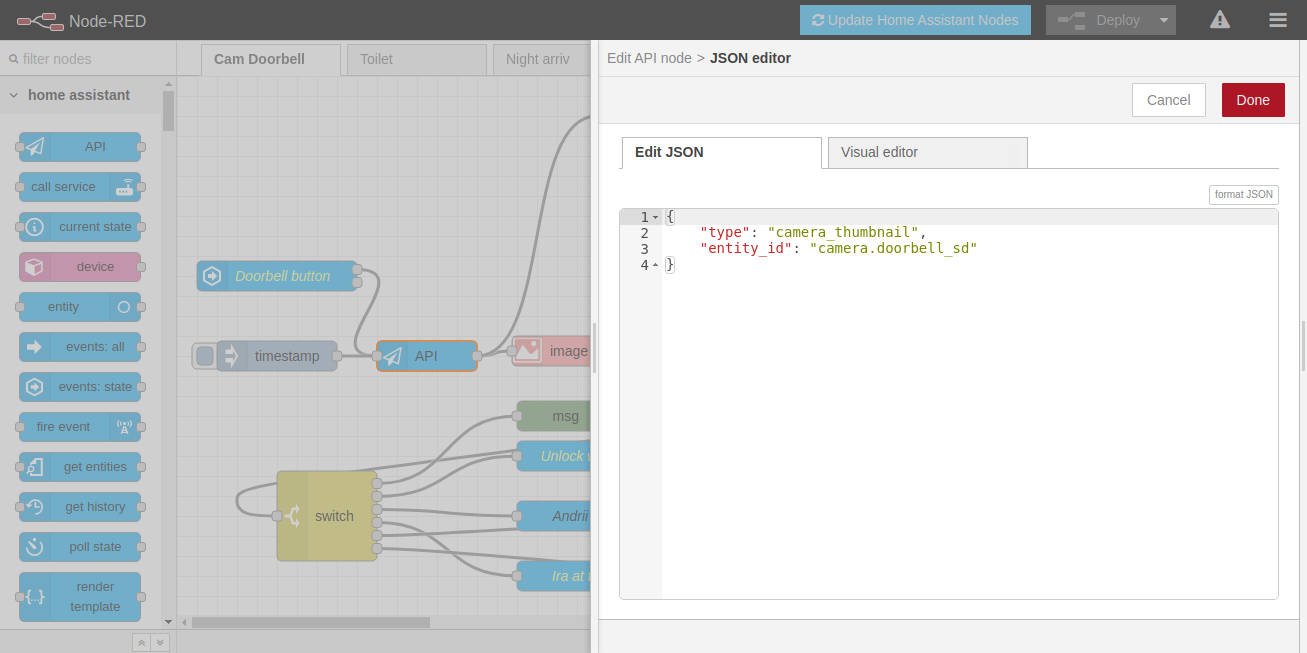 Node-RED
Update Home Assistant Nodes
Deploy
filter nodes
Cam Doorbell
Toilet
Night arriv
Edit API node > JSON editor
Cancel
Done
home assistant
API
call service
current state
device
entity
events: all
events: state
fire event
get entities
get history
poll state
render
template
Doorbell button
timestamp
API
image
msg
Unlock
switch
Andrii
Ira at
Edit JSON
Visual editor
format JSON
1 {
2 "type": "camera_thumbnail",
3 "entity_id": "camera.doorbell_sd"
4 }